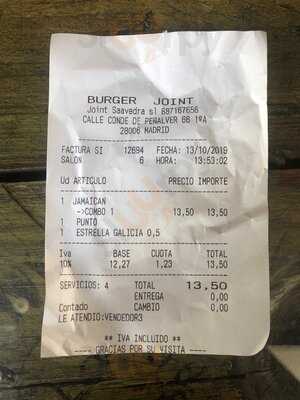 BURGER JOINT
Joint Saavedra sl 687167656
CALLE CONDE DE PEÑALVER 68 1ºA
28006 MADRID
FACTURA SI 12694 FECHA: 13/10/2019
SALON 6 HORA: 13:53:02
Ud ARTICULO PRECIO IMPORTE
1 JAMAICAN
->COMBO 1 13,50 13,50
1 PUNTO
1 ESTRELLA GALICIA 0,5
Iva BASE CUOTA TOTAL
10% 12,27 1,23 13,50
SERVICIOS: 4 TOTAL 13,50
ENTREGA 0,00
Contado CAMBIO 0,00
LE ATENDIO:VENDEDOR3
** IVA INCLUIDO **
---- GRACIAS POR SU VISITA ----